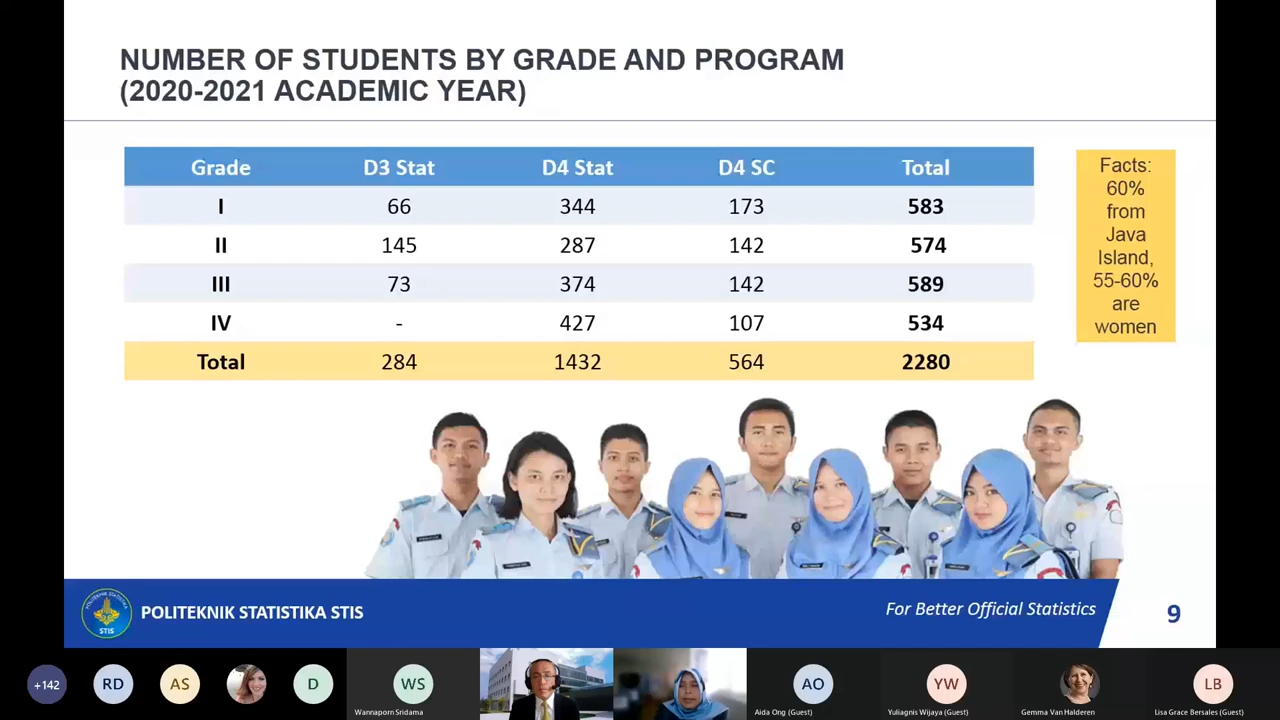 NUMBER OF STUDENTS BY GRADE AND PROGRAM
(2020-2021 ACADEMIC YEAR)
Grade D3 Stat D4 Stat D4 SC Total
I 66 344 173 583
II 145 287 142 574
III 73 374 142 589
IV - 427 107 534
Total 284 1432 564 2280
Facts:
60%
from
Java
Island,
55-60%
are
women
STIS
POLITEKNIK STATISTIKA STIS
For Better Official Statistics
9
+142
RD
AS
D
WS
Wannaporn Sridama
AO
Aida Ong (Guest)
YW
Yuliagnis Wijaya (Guest)
Gemma Van Halderen
LB
Lisa Grace Bersales (Guest)